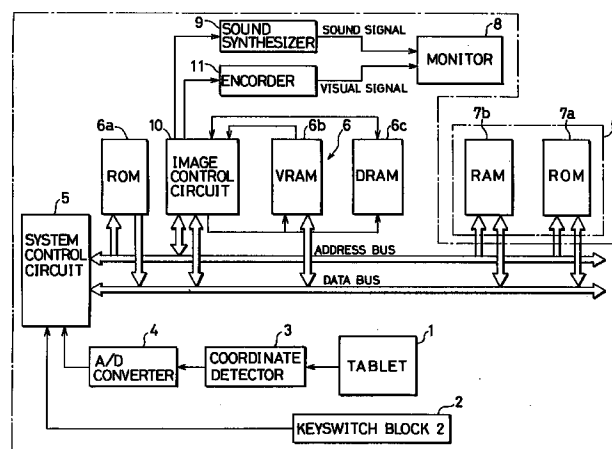 9
SOUND
SYNTHESIZER
SOUND SIGNAL
8
MONITOR
11
ENCORDER
VISUAL SIGNAL
6a
ROM
10
IMAGE
CONTROL
CIRCUIT
6b
VRAM
6
6c
DRAM
7b
RAM
7a
ROM
5
SYSTEM
CONTROL
CIRCUIT
ADDRESS BUS
DATA BUS
4
A/D
CONVERTER
3
COORDINATE
DETECTOR
1
TABLET
2
KEYSWITCH BLOCK 2